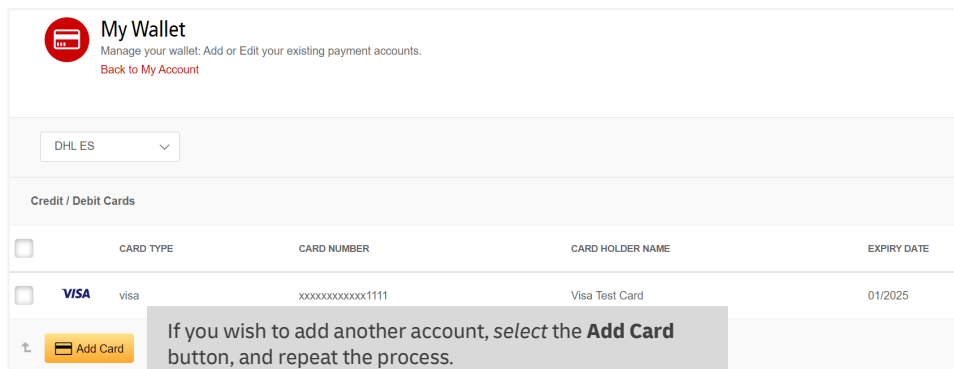 My Wallet
Manage your wallet: Add or Edit your existing payment accounts.
Back to My Account
DHL ES
Credit / Debit Cards
CARD TYPE CARD NUMBER CARD HOLDER NAME EXPIRY DATE
VISA visa xxxxxxxxxxxx1111 Visa Test Card 01/2025
If you wish to add another account, select the Add Card
Add Card
button, and repeat the process.